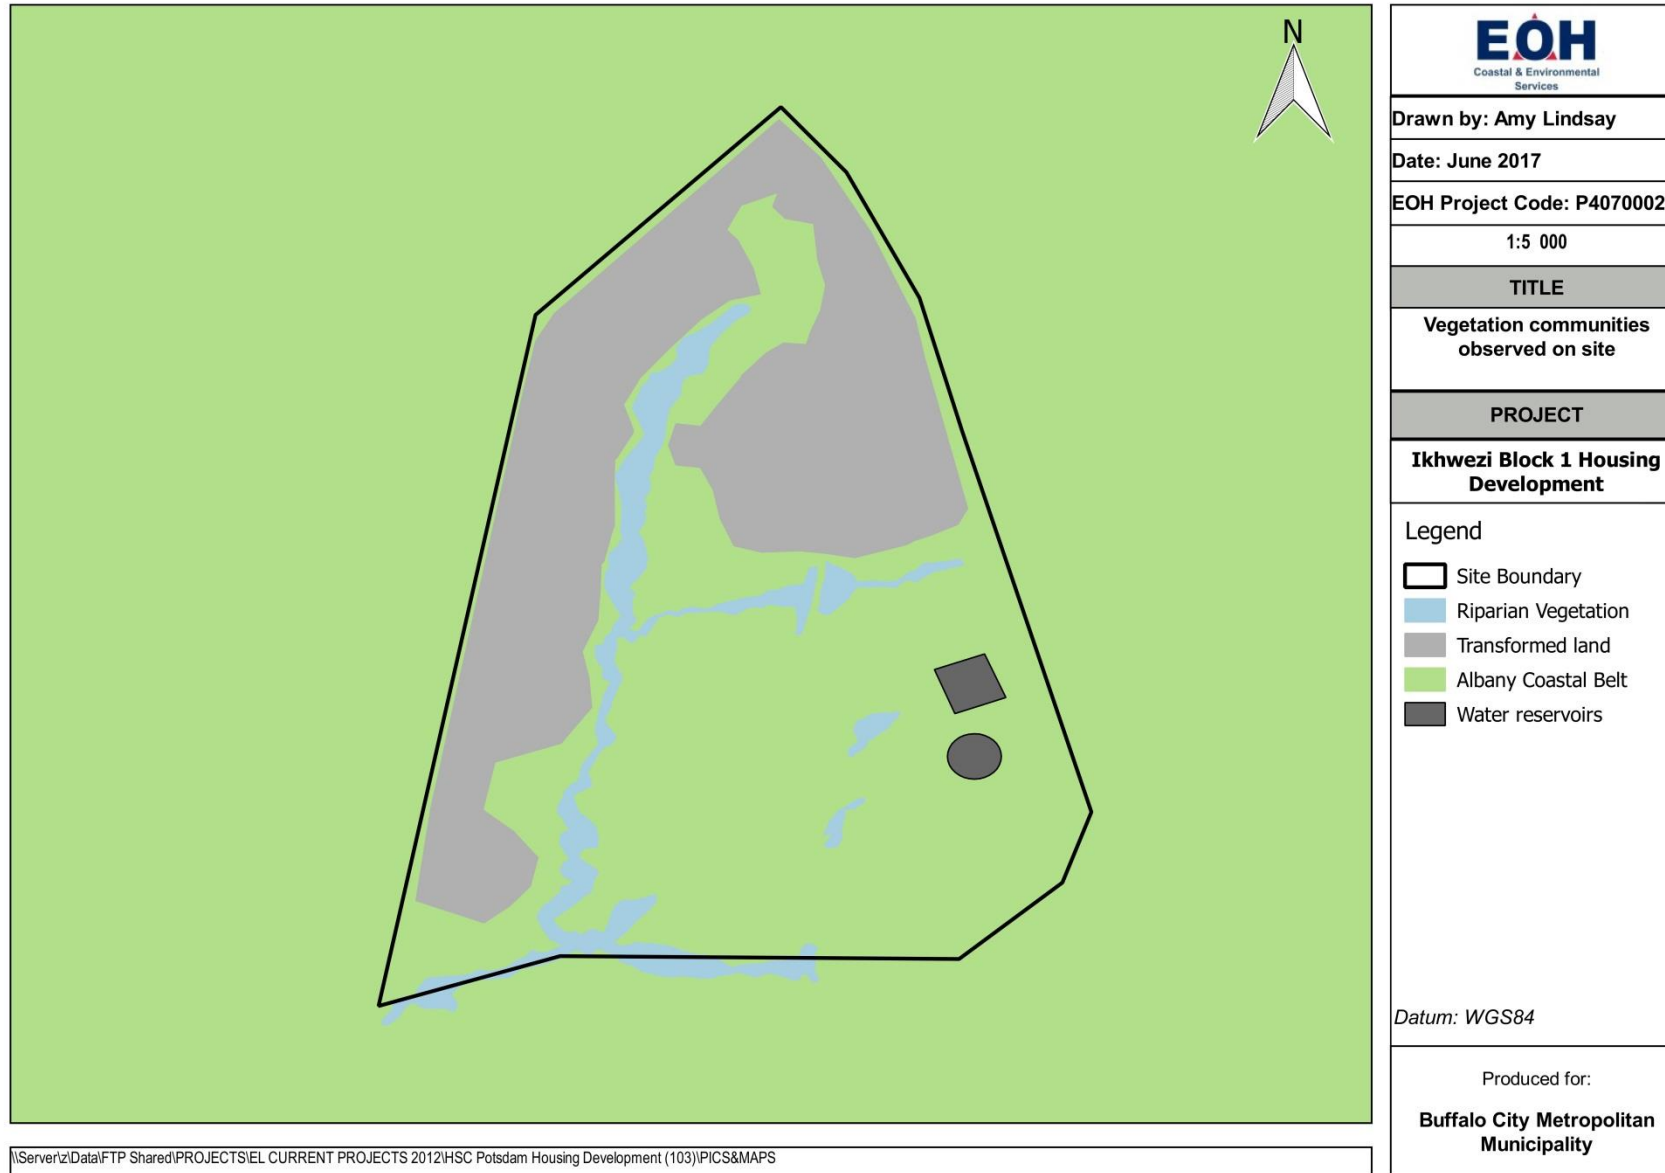 N
EOH
Coastal & Environmental
Services
Drawn by: Amy Lindsay
Date: June 2017
EOH Project Code: P4070002
1:5 000
TITLE
Vegetation communities
observed on site
PROJECT
Ikhwezi Block 1 Housing
Development
Legend
Site Boundary
Riparian Vegetation
Transformed land
Albany Coastal Belt
Water reservoirs
Datum: WGS84
Produced for:
Buffalo City Metropolitan
Municipality
\\Server\z\Data\FTP Shared\PROJECTS\EL CURRENT PROJECTS 2012\HSC Potsdam Housing Development (103)\PICS&MAPS